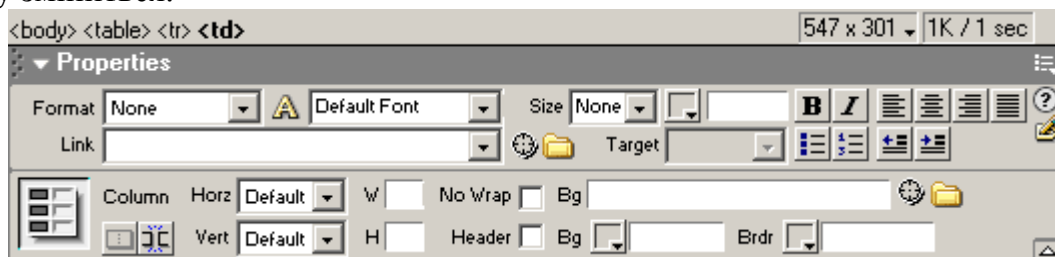 <body> <table> <tr> <td> 547 x 301 1K / 1 sec
Properties
Format None Default Font Size None B I
Link Target
Column Horz Default W No Wrap Bg
Vert Default H Header Bg Brdr